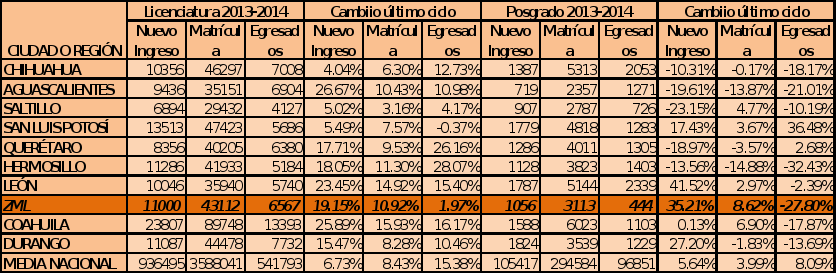 Licenciatura 2013-2014 Cambiio último ciclo Posgrado 2013-2014 Cambiio último ciclo
CIUDAD O REGIÓN Nuevo Ingreso Matrícula Egresados Nuevo Ingreso Matrícula Egresados Nuevo Ingreso Matrícula Egresados Nuevo Ingreso Matrícula Egresados
CHIHUAHUA 10356 46297 7008 4.04% 6.30% 12.73% 1387 5313 2053 -10.31% -0.17% -18.17%
AGUASCALIENTES 9436 35151 6904 26.67% 10.43% 10.98% 719 2357 1271 -19.61% -13.87% -21.01%
SALTILLO 6894 29432 4127 5.02% 3.16% 4.17% 907 2787 726 -23.15% 4.77% -10.19%
SAN LUIS POTOSÍ 13513 47423 5686 5.49% 7.57% -0.37% 1779 4818 1283 17.43% 3.67% 36.48%
QUERÉTARO 8356 40205 6380 17.71% 9.53% 26.16% 1286 4011 1305 -18.97% -3.57% 2.68%
HERMOSILLO 11286 41933 5184 18.05% 11.30% 28.07% 1128 3823 1403 -13.56% -14.88% -32.43%
LEÓN 10046 35940 5740 23.45% 14.92% 15.40% 1787 5144 2339 41.52% 2.97% -2.39%
ZML 11000 43112 6567 19.15% 10.92% 1.97% 1056 3113 444 35.21% 8.62% -27.80%
COAHUILA 23807 89748 13393 25.89% 15.93% 16.17% 1588 6023 1103 0.13% 6.90% -17.87%
DURANGO 11087 44478 7732 15.47% 8.28% 10.46% 1824 3539 1229 27.20% -1.83% -13.69%
MEDIA NACIONAL 936495 3588041 541793 6.73% 8.43% 15.38% 105417 294584 96851 5.64% 3.99% 8.09%